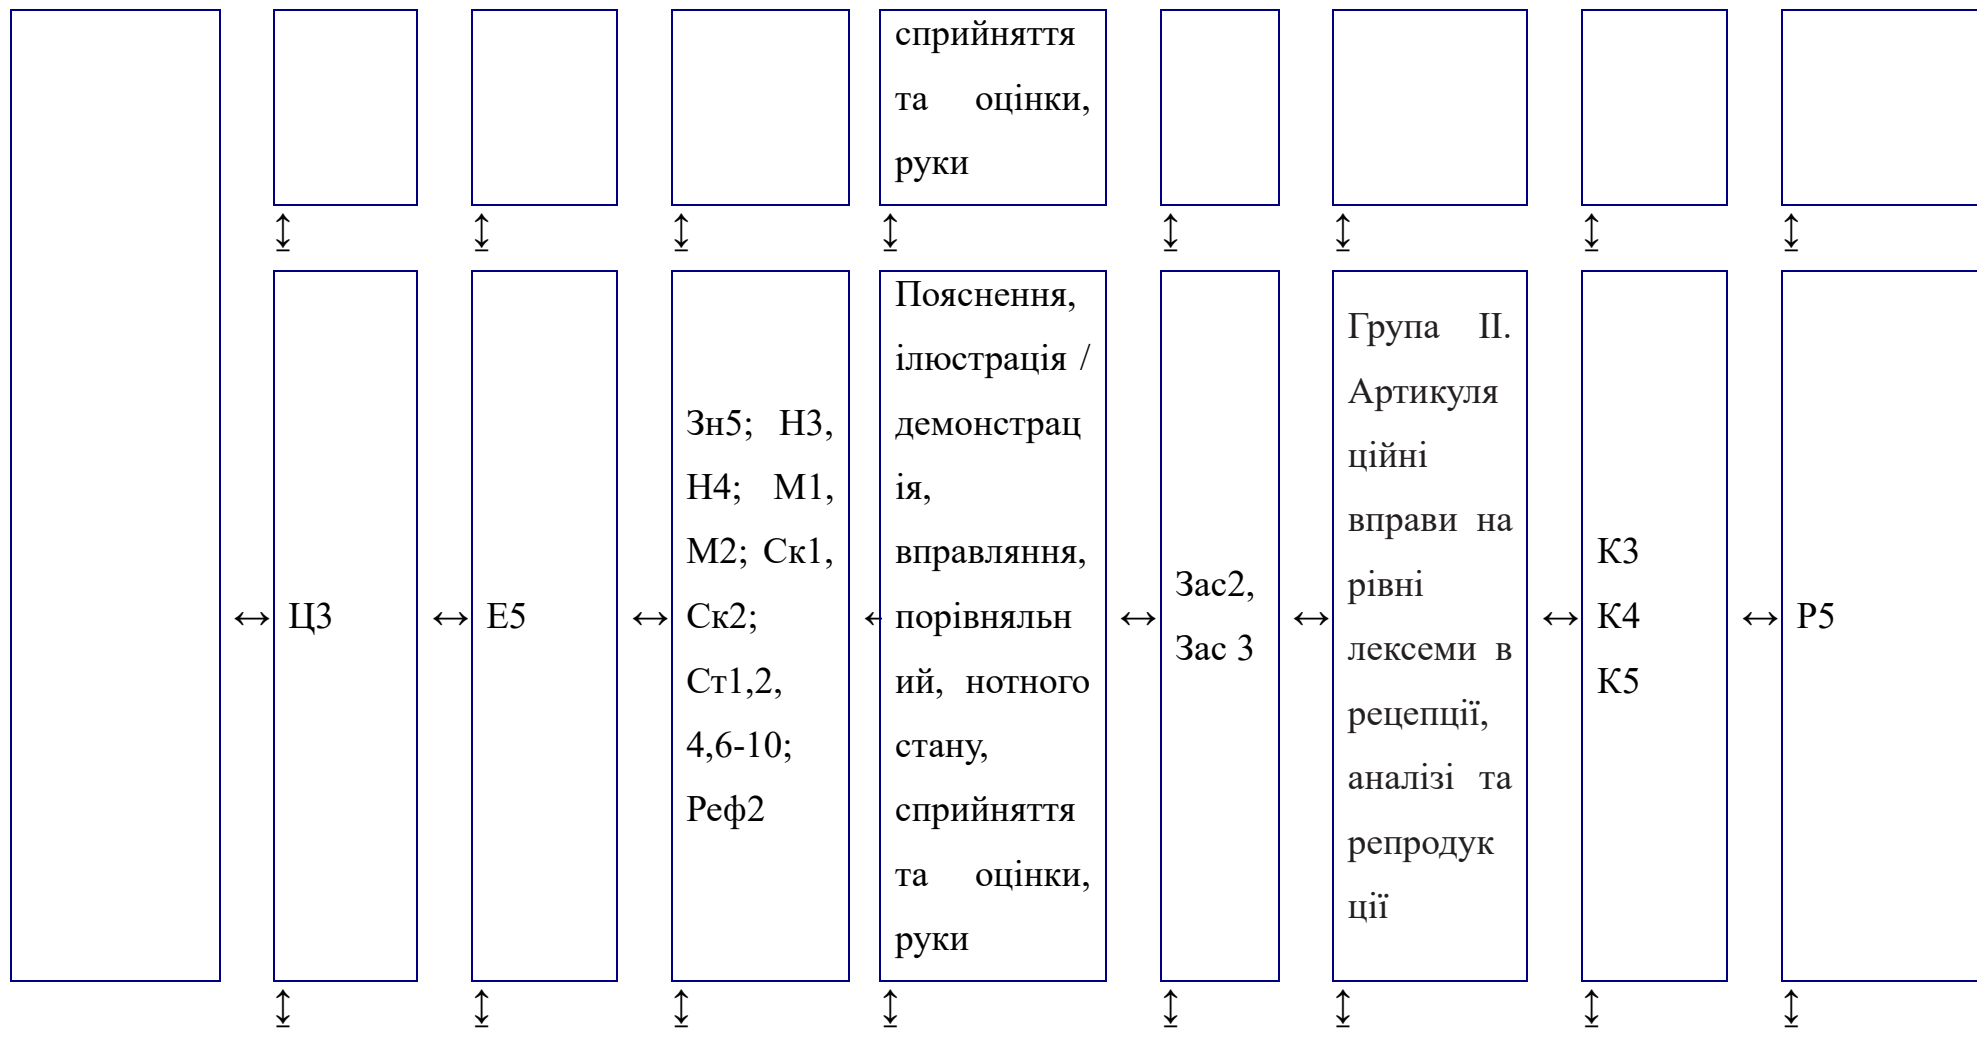 сприйняття
та оцінки,
руки
↨ ↨ ↨ ↨ ↨ ↨ ↨ ↨
↔
Ц3
↔
Е5
↔
Зн5; Н3,
Н4; М1,
М2; Ск1,
Ск2;
Ст1,2,
4,6-10;
Реф2
↔
Пояснення,
ілюстрація /
демонстрац
ія,
вправляння,
порівняльн
ий, нотного
стану,
сприйняття
та оцінки,
руки
↔
Зас2,
Зас 3
↔
Група ІІ.
Артикуля
ційні
вправи на
рівні
лексеми в
рецепції,
аналізі та
репродук
ції
↔
К3
К4
К5
↔
Р5
↨ ↨ ↨ ↨ ↨ ↨ ↨ ↨